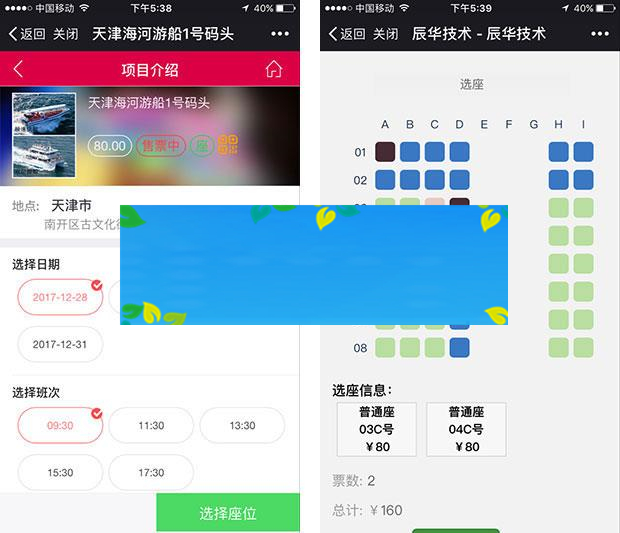 中国移动
下午5:38
40%
返回 关闭
天津海河游船1号码头
项目介绍
天津海河游船1号码头
80.00
售票中
座
地点:
天津市
南开区古文化
选择日期
2017-12-28
2017-12-31
选择班次
09:30
11:30
13:30
15:30
17:30
选择座位
中国移动
下午5:39
40%
返回 关闭
辰华技术 - 辰华技术
选座
A B C D E F G H I
01
02
08
选座信息:
普通座
03C号
￥80
普通座
04C号
￥80
票数: 2
总计: ￥160